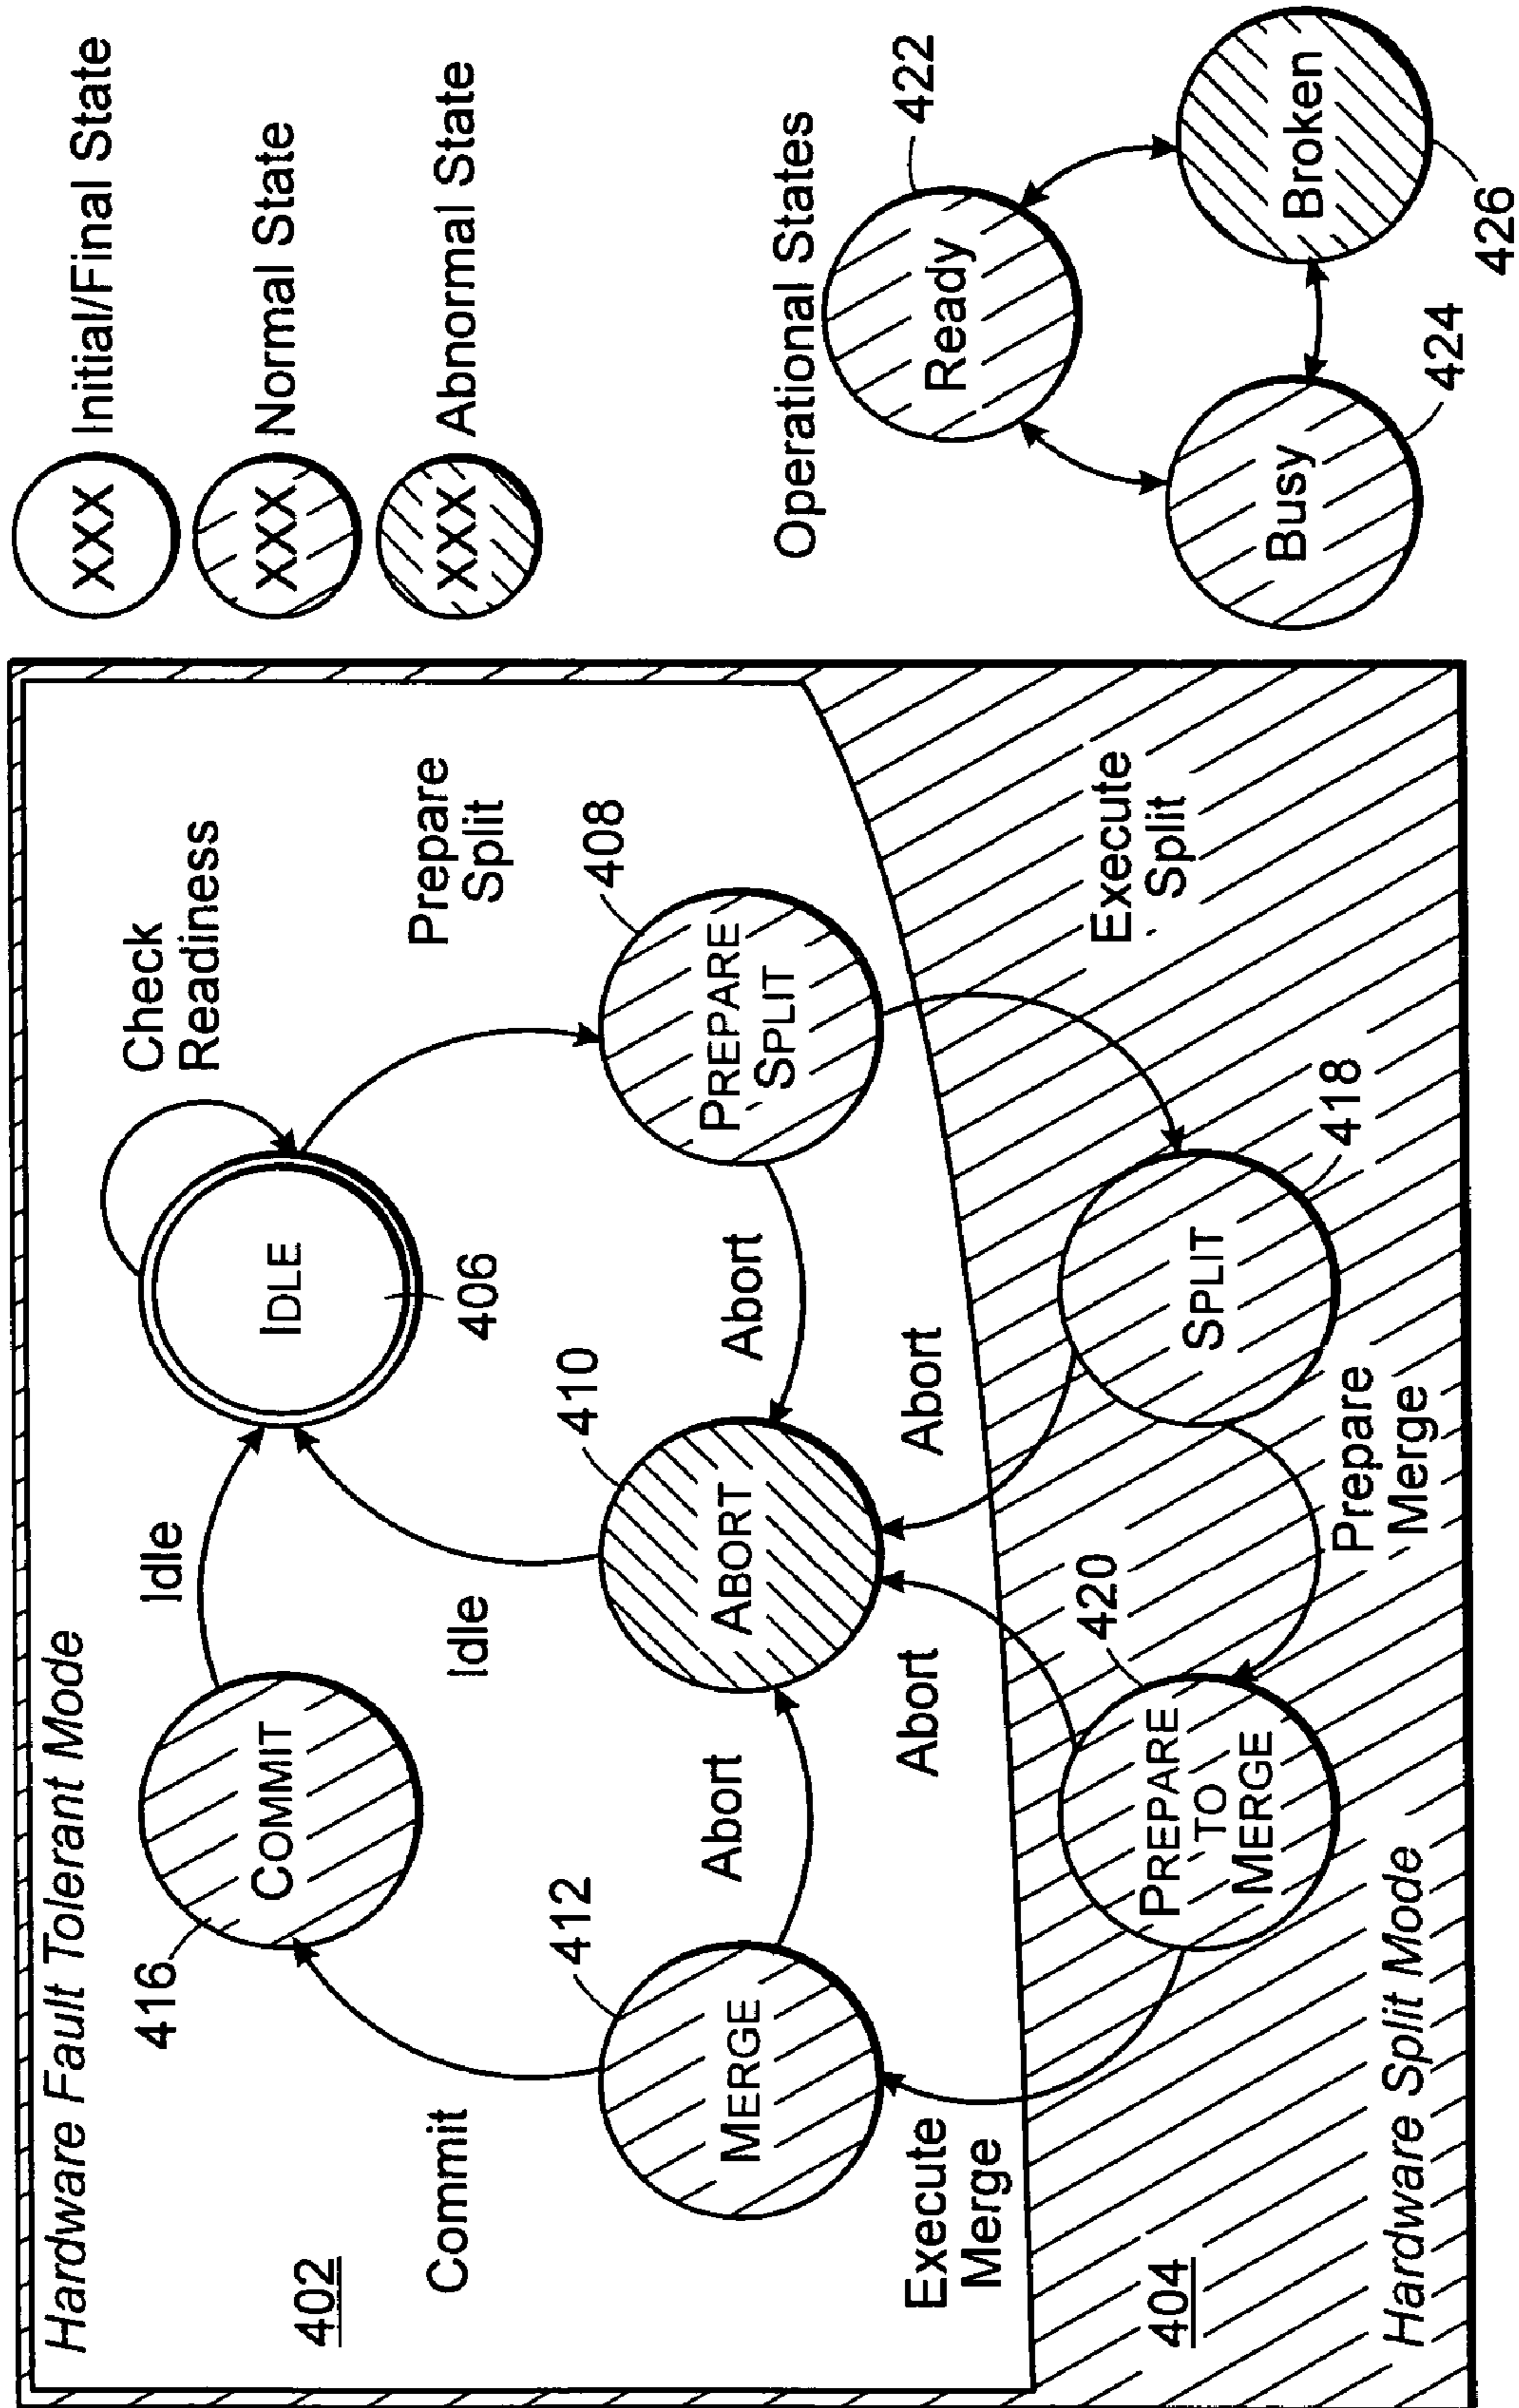 Hardware Fault Tolerant Mode
402
416
COMMIT
Idle
IDLE
406
Check
Readiness
Commit
Idle
Prepare
Split
412
MERGE
Abort
410
ABORT
Abort
408
PREPARE
SPLIT
Execute
Merge
Abort
Abort
404
420
PREPARE
TO
MERGE
Prepare
Merge
SPLIT
418
Execute
Split
Hardware Split Mode
XXX
Initial/Final State
XXX
Normal State
XXX
Abnormal State
Operational States
Ready
422
Busy
424
Broken
426